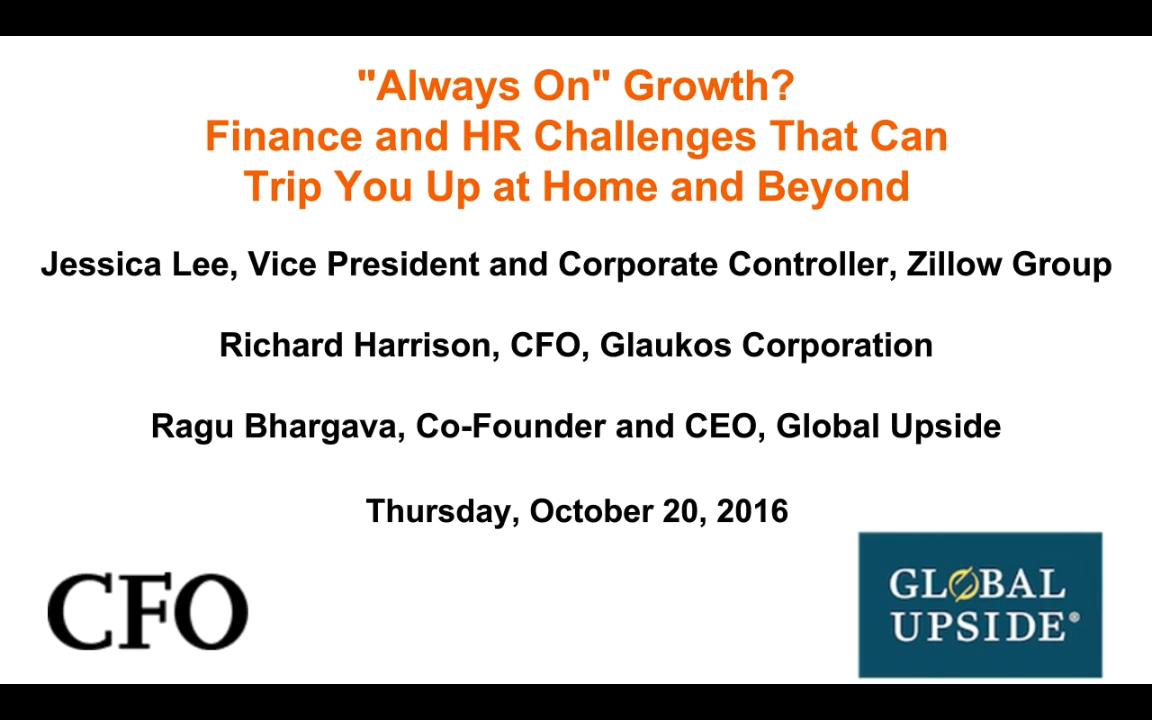 "Always On" Growth?
Finance and HR Challenges That Can
Trip You Up at Home and Beyond
Jessica Lee, Vice President and Corporate Controller, Zillow Group
Richard Harrison, CFO, Glaukos Corporation
Ragu Bhargava, Co-Founder and CEO, Global Upside
Thursday, October 20, 2016
CFO
GLOBAL
UPSIDE®